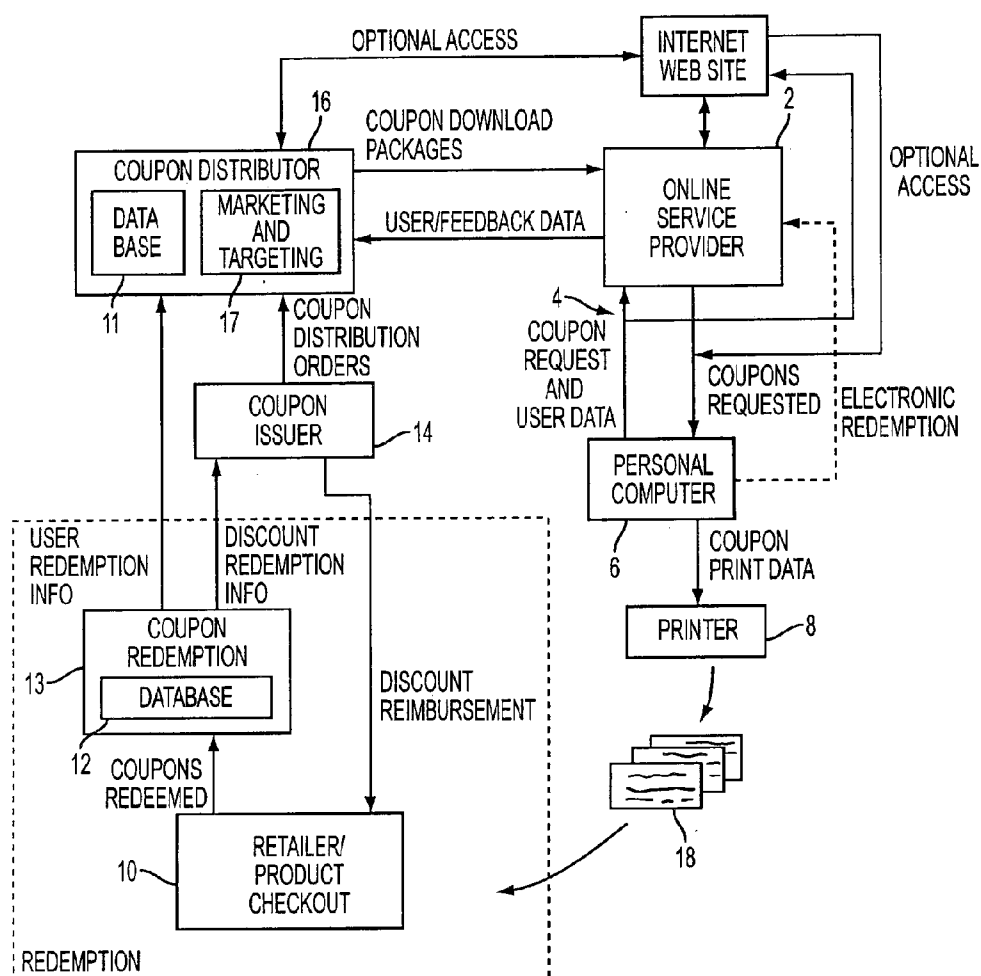 OPTIONAL ACCESS
INTERNET
WEB SITE
16
COUPON DOWNLOAD
PACKAGES
2
OPTIONAL
ACCESS
COUPON DISTRIBUTOR
DATA
BASE
MARKETING
AND
TARGETING
11
17
USER/FEEDBACK DATA
ONLINE
SERVICE
PROVIDER
COUPON
DISTRIBUTION
ORDERS
4
COUPON
REQUEST
AND
USER DATA
COUPONS
REQUESTED
ELECTRONIC
REDEMPTION
COUPON
ISSUER
14
PERSONAL
COMPUTER
6
USER
REDEMPTION
INFO
DISCOUNT
REDEMPTION
INFO
COUPON
PRINT DATA
COUPON
REDEMPTION
DATABASE
13
12
PRINTER
8
DISCOUNT
REIMBURSEMENT
COUPONS
REDEEMED
18
RETAILER/
PRODUCT
CHECKOUT
10
REDEMPTION